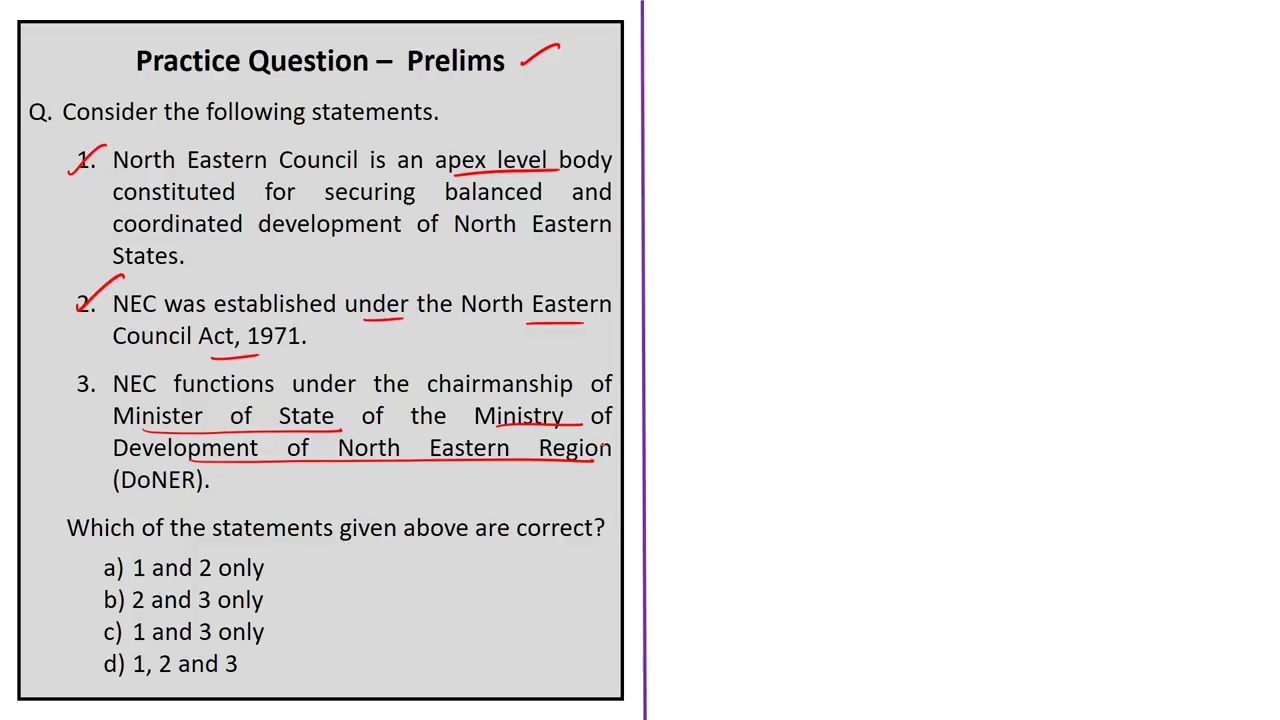 Practice Question – Prelims
Q. Consider the following statements.
1. North Eastern Council is an apex level body
constituted for securing balanced and
coordinated development of North Eastern
States.
2. NEC was established under the North Eastern
Council Act, 1971.
3. NEC functions under the chairmanship of
Minister of State of the Ministry of
Development of North Eastern Region
(DoNER).
Which of the statements given above are correct?
a) 1 and 2 only
b) 2 and 3 only
c) 1 and 3 only
d) 1, 2 and 3